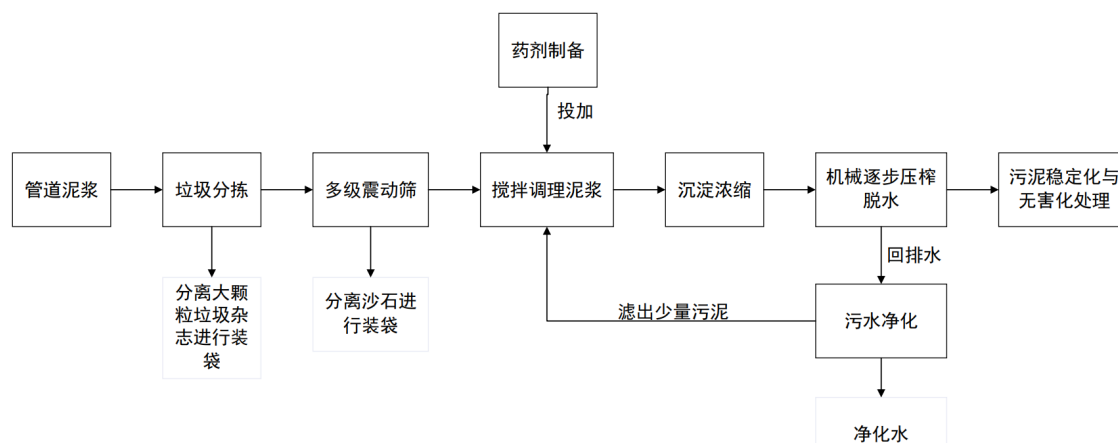 药剂制备
投加
管道泥浆
垃圾分拣
多级震动筛
搅拌调理泥浆
沉淀浓缩
机械逐步压榨
脱水
污泥稳定化与
无害化处理
回排水
分离大颗
粒垃圾杂
志进行装
袋
分离沙石进
行装袋
滤出少量污泥
污水净化
净化水